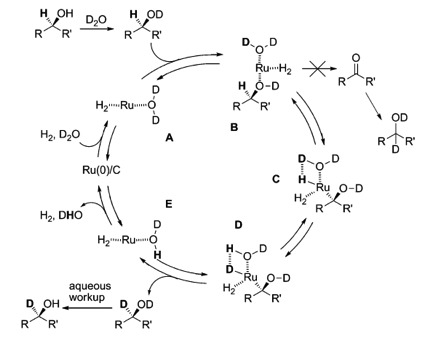 H OH
R R'
D₂O
H OD
R R'
D
O-D
Ru-H₂
O-D
H
R R'
B
O
R R'
OD
R R'
D
H₂ Ru O
D
D
A
H₂, D₂O
Ru(0)/C
H₂, DHO
E
D
H₂ Ru O
H
C
D O D
H
Ru
H₂ O-D
R R'
D
H O D
D
Ru
H₂ O-D
R R'
aqueous
workup
D OH
R R'
D OD
R R'